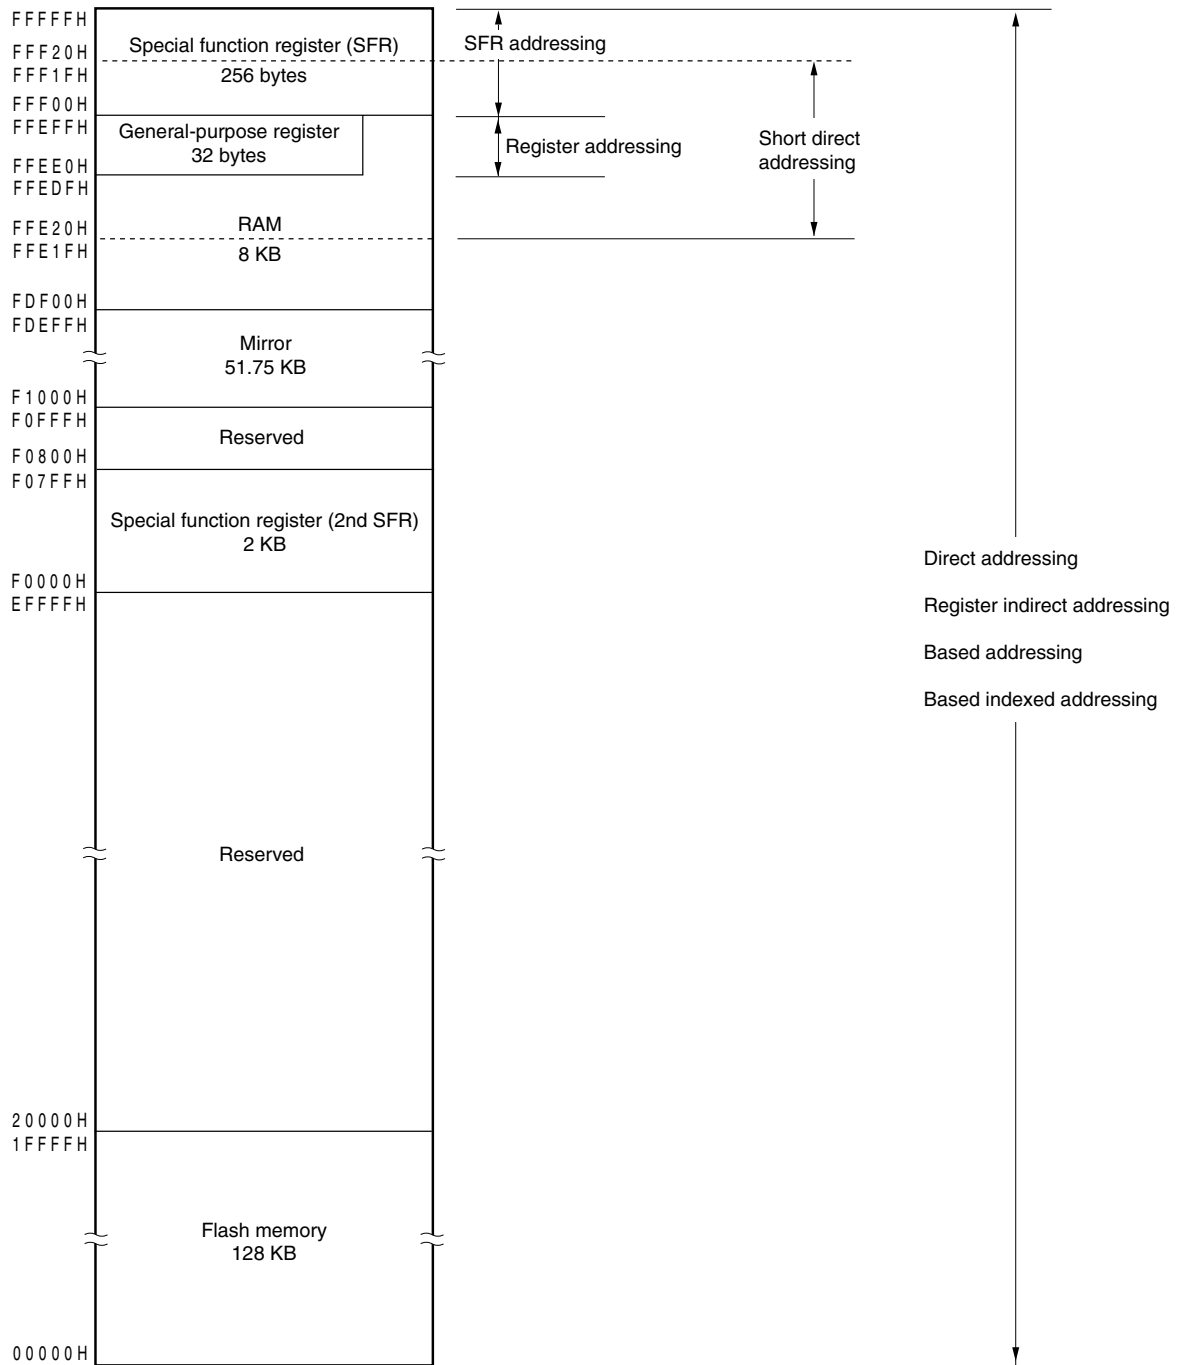 FFFFFH
FFF20H
FFF1FH
FFF00H
FFEFFH
FFEE0H
FFEDFH
FFE20H
FFE1FH
FDF00H
FDEFFH
F1000H
F0FFFH
F0800H
F07FFH
F0000H
EFFFFH
20000H
1FFFFH
00000H
Special function register (SFR)
256 bytes
General-purpose register
32 bytes
RAM
8 KB
Mirror
51.75 KB
Reserved
Special function register (2nd SFR)
2 KB
Reserved
Flash memory
128 KB
SFR addressing
Register addressing
Short direct
addressing
Direct addressing
Register indirect addressing
Based addressing
Based indexed addressing